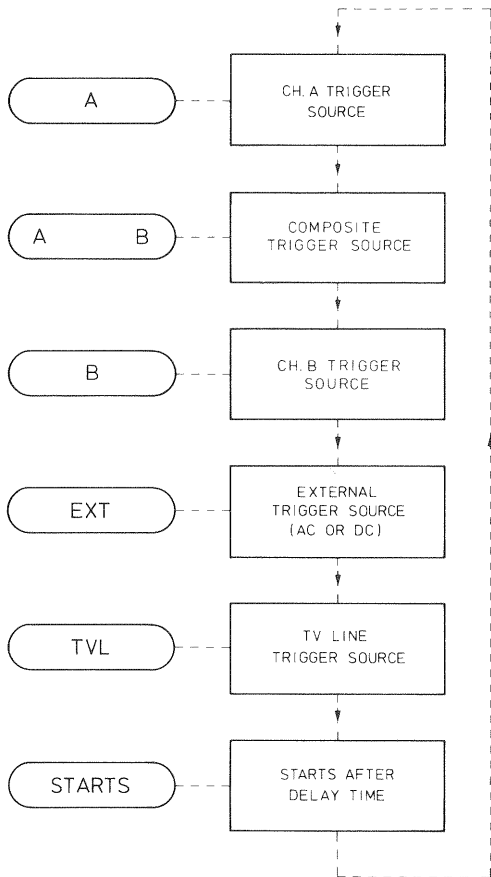 A
CH. A TRIGGER
SOURCE
A B
COMPOSITE
TRIGGER SOURCE
B
CH. B TRIGGER
SOURCE
EXT
EXTERNAL
TRIGGER SOURCE
(AC OR DC)
TVL
TV LINE
TRIGGER SOURCE
STARTS
STARTS AFTER
DELAY TIME